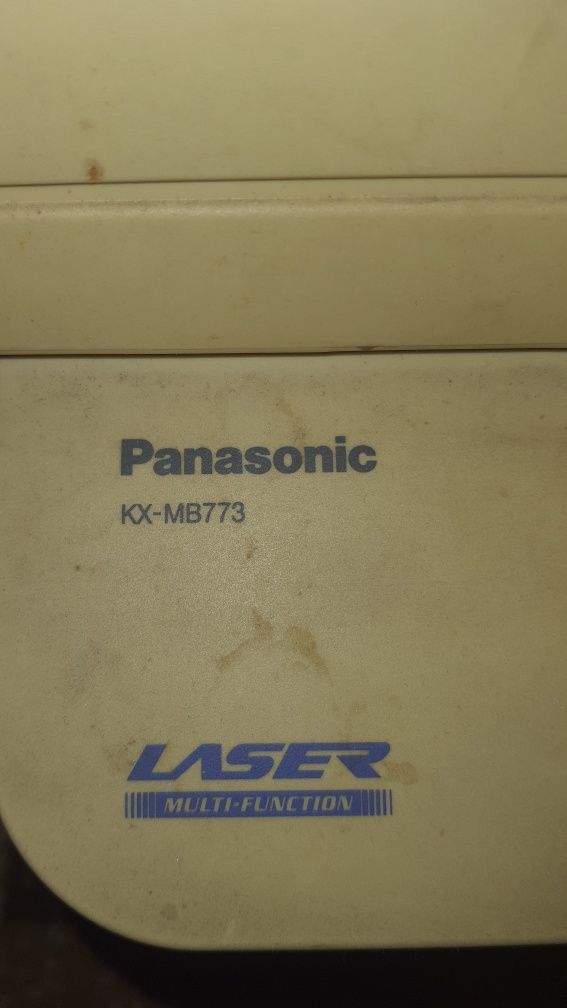 Panasonic
KX-MB773
LASER
MULTI-FUNCTION